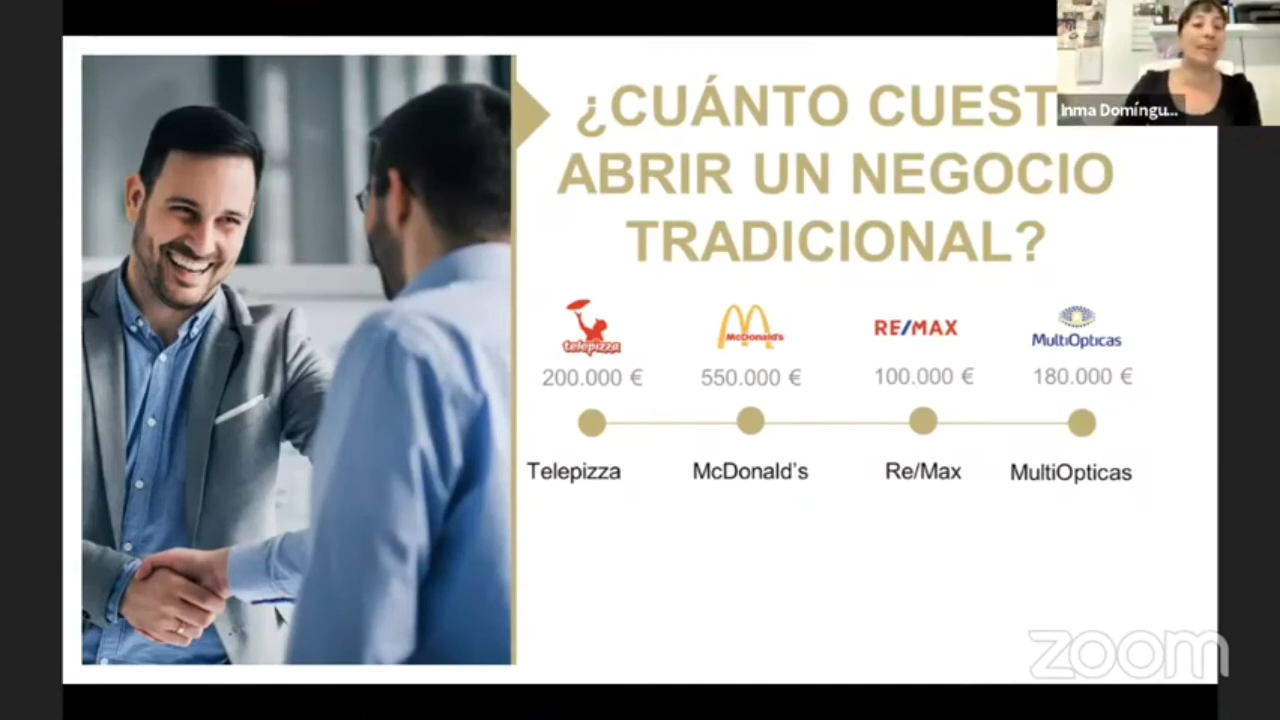 ¿CUÁNTO CUEST
ABRIR UN NEGOCIO
TRADICIONAL?
Inma Domíngu...
telepizza
McDonald's
RE/MAX
MultiOpticas
200.000 €
550.000 €
100.000 €
180.000 €
Telepizza
McDonald's
Re/Max
MultiOpticas
zoom